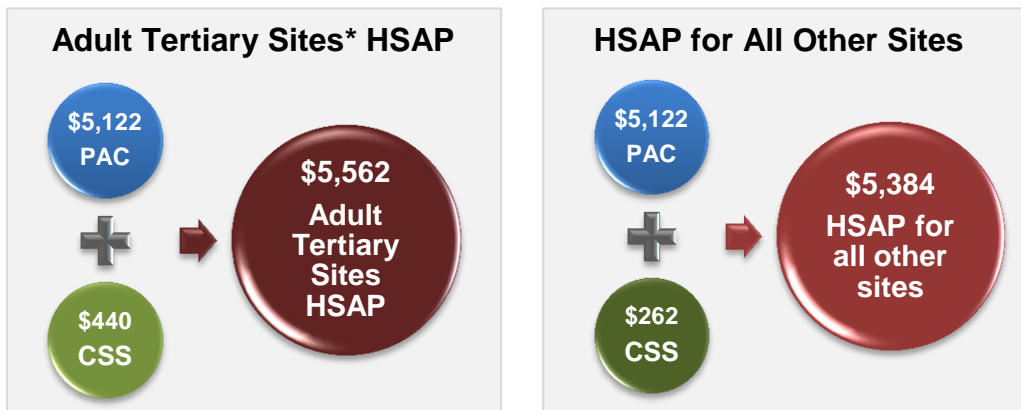 Adult Tertiary Sites* HSAP
$5,122
PAC
$440
CSS
$5,562
Adult
Tertiary
Sites
HSAP
HSAP for All Other Sites
$5,122
PAC
$262
CSS
$5,384
HSAP for
all other
sites